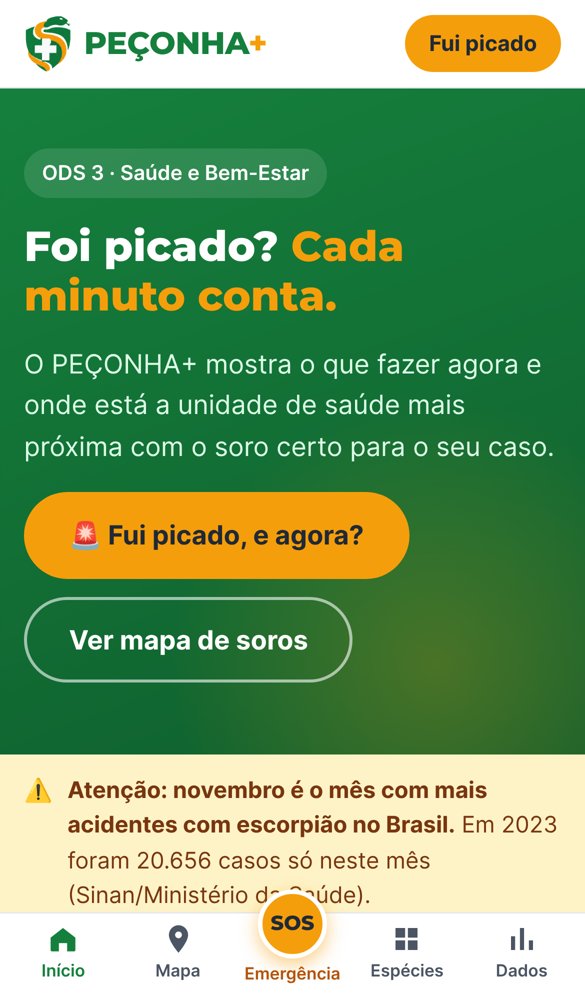 PEÇONHA+
Fui picado
ODS 3 · Saúde e Bem-Estar
Foi picado? Cada
minuto conta.
O PEÇONHA+ mostra o que fazer agora e
onde está a unidade de saúde mais
próxima com o soro certo para o seu caso.
Fui picado, e agora?
Ver mapa de soros
Atenção: novembro é o mês com mais
acidentes com escorpião no Brasil. Em 2023
foram 20.656 casos só neste mês
(Sinan/Ministério da Saúde).
SOS
Início
Mapa
Emergência
Espécies
Dados